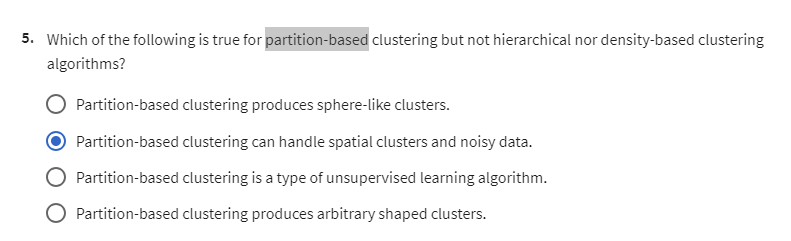 5. Which of the following is true for partition-based clustering but not hierarchical nor density-based clustering
algorithms?
Partition-based clustering produces sphere-like clusters.
Partition-based clustering can handle spatial clusters and noisy data.
Partition-based clustering is a type of unsupervised learning algorithm.
Partition-based clustering produces arbitrary shaped clusters.